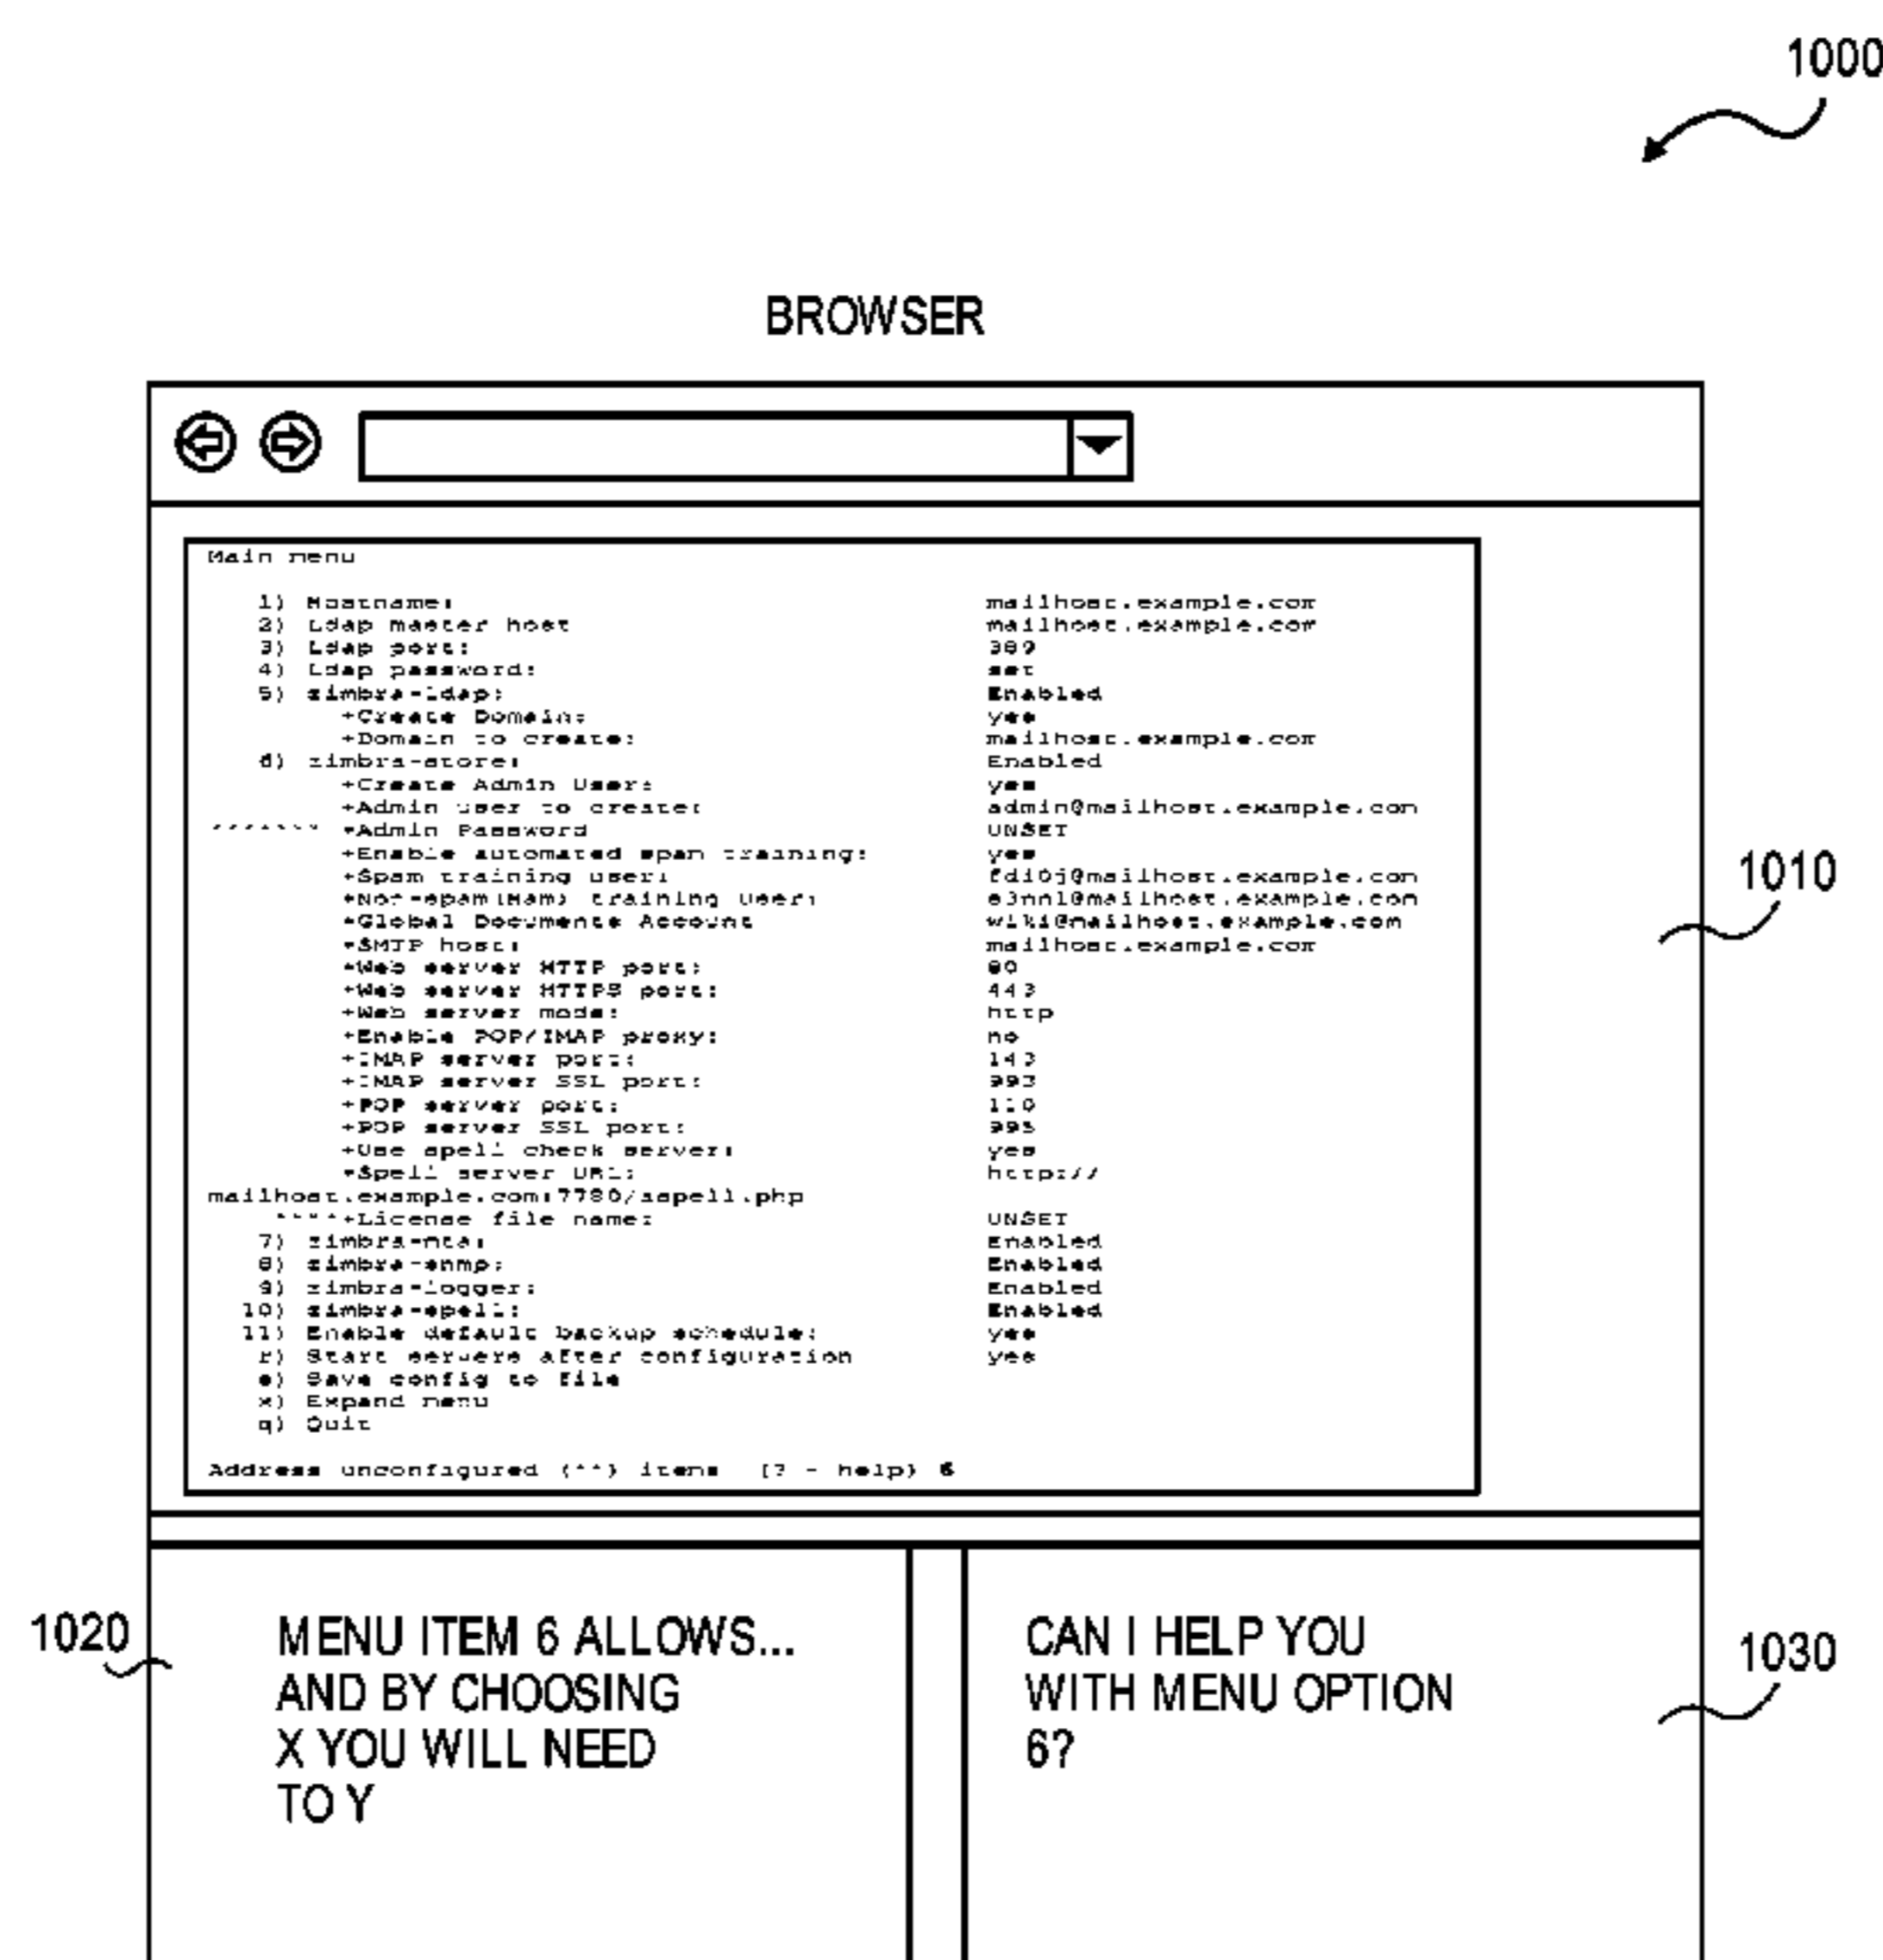 1000
BROWSER
Main menu
1) Hostname: mailhost.example.com
2) Ldap master host mailhost.example.com
3) Ldap port: 389
4) Ldap password: set
5) zimbra-ldap: Enabled
+Create Domain: yes
+Domain to create: mailhost.example.com
6) zimbra-store: Enabled
+Create Admin User: yes
+Admin user to create: admin@mailhost.example.com
******* +Admin Password UNSET
+Enable automated spam training: yes
+Spam training user: @mailhost.example.com
+Not-spam(Ham) training user: @mailhost.example.com
+Global Documents Account wiki@mailhost.example.com
+SMTP host: mailhost.example.com
+Web server HTTP port: 80
+Web server HTTPS port: 443
+Web server mode: http
+Enable POP/IMAP proxy: no
+IMAP server port: 143
+IMAP server SSL port: 993
+POP server port: 110
+POP server SSL port: 995
+Use spell check server: yes
+Spell server URL: http://
mailhost.example.com:7780/aspell.php
****+License file name: UNSET
7) zimbra-mta: Enabled
8) zimbra-snmp: Enabled
9) zimbra-logger: Enabled
10) zimbra-spell: Enabled
11) Enable default backup schedule: yes
r) Start servers after configuration yes
s) Save config to file
x) Expand menu
q) Quit
Address unconfigured (**) items (? - help) 6
1010
1020
MENU ITEM 6 ALLOWS...
AND BY CHOOSING
X YOU WILL NEED
TO Y
CAN I HELP YOU
WITH MENU OPTION
6?
1030